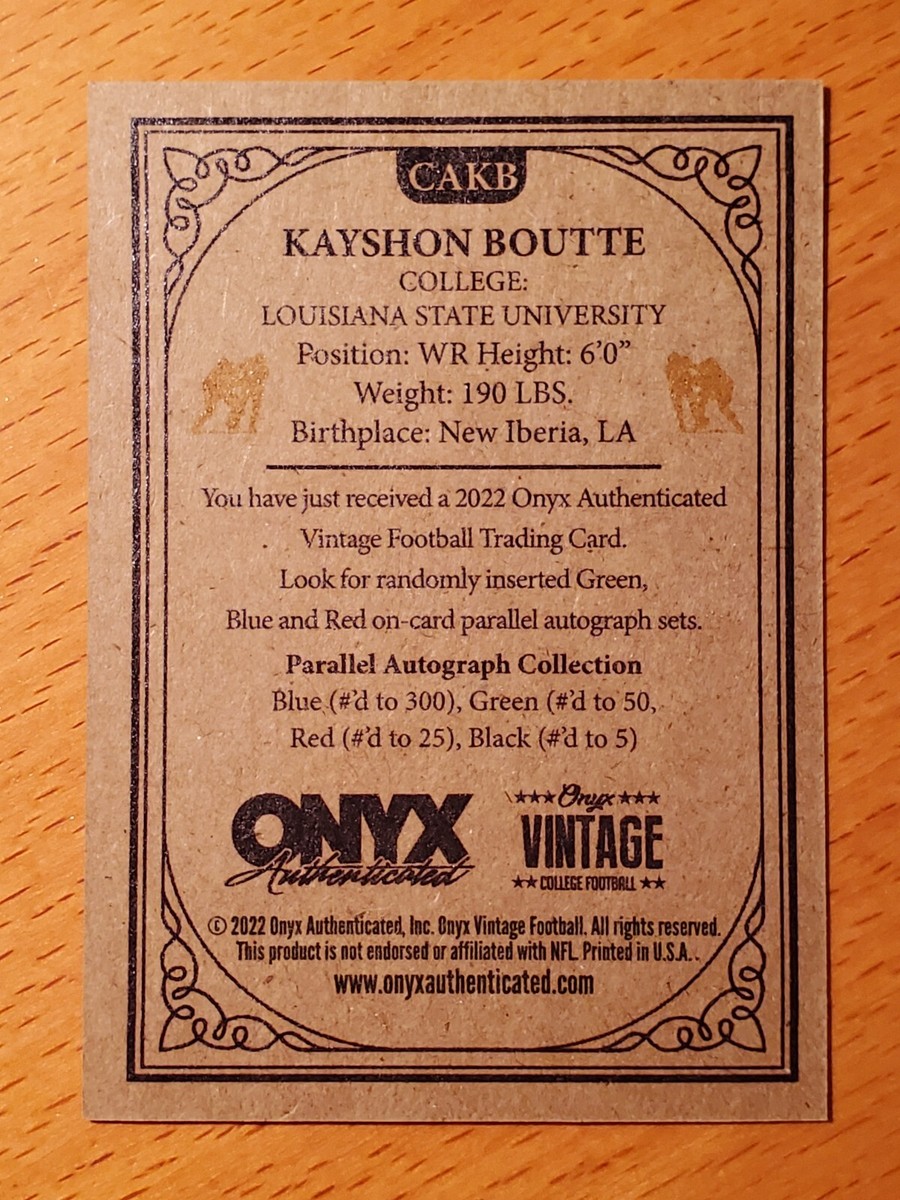 CAKB
KAYSHON BOUTTE
COLLEGE:
LOUISIANA STATE UNIVERSITY
Position: WR Height: 6'0”
Weight: 190 LBS.
Birthplace: New Iberia, LA
You have just received a 2022 Onyx Authenticated
Vintage Football Trading Card.
Look for randomly inserted Green,
Blue and Red on-card parallel autograph sets.
Parallel Autograph Collection
Blue (#'d to 300), Green (#'d to 50,
Red (#'d to 25), Black (#'d to 5)
ONYX
Authenticated
★★★ Onyx ★★★
VINTAGE
★★ COLLEGE FOOTBALL ★★
© 2022 Onyx Authenticated, Inc. Onyx Vintage Football. All rights reserved.
This product is not endorsed or affiliated with NFL. Printed in U.S.A..
www.onyxauthenticated.com